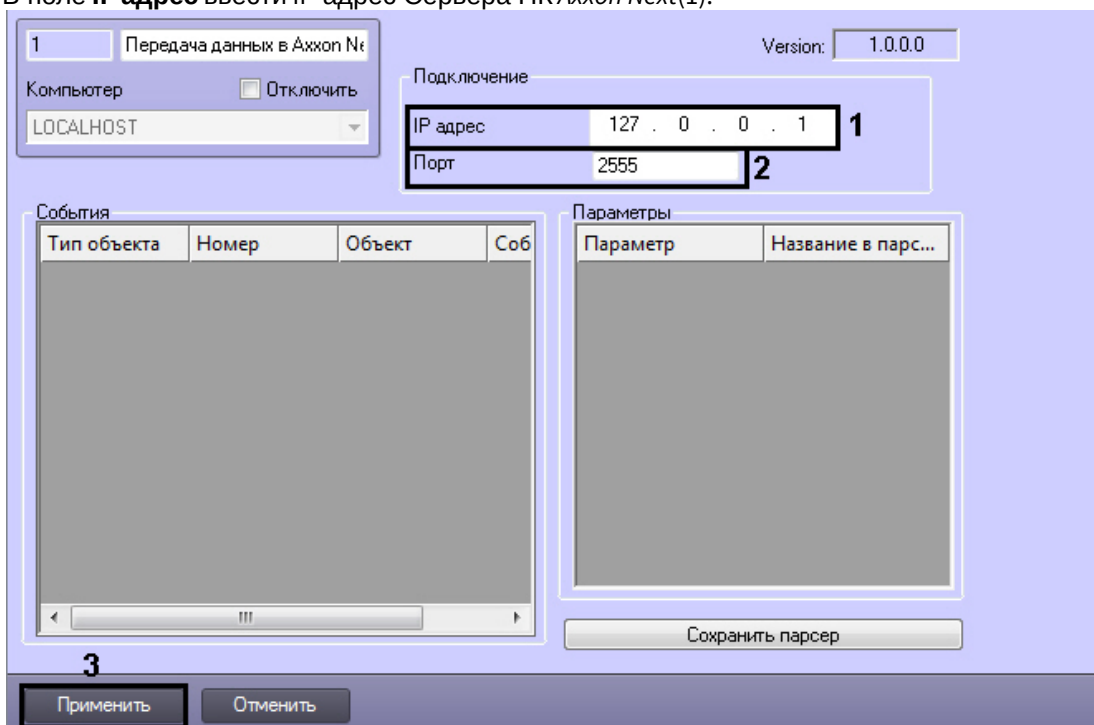 В поле IP адрес ввести IP-адрес Сервера ПК Axxon Next(1).
1 Передача данных в Axxon Ne
Version: 1.0.0.0
Компьютер Отключить
LOCALHOST
Подключение
IP адрес 127 . 0 . 0 . 1 1
Порт 2555 2
События
Тип объекта Номер Объект Соб
Параметры
Параметр Название в парс...
Сохранить парсер
3
Применить Отменить